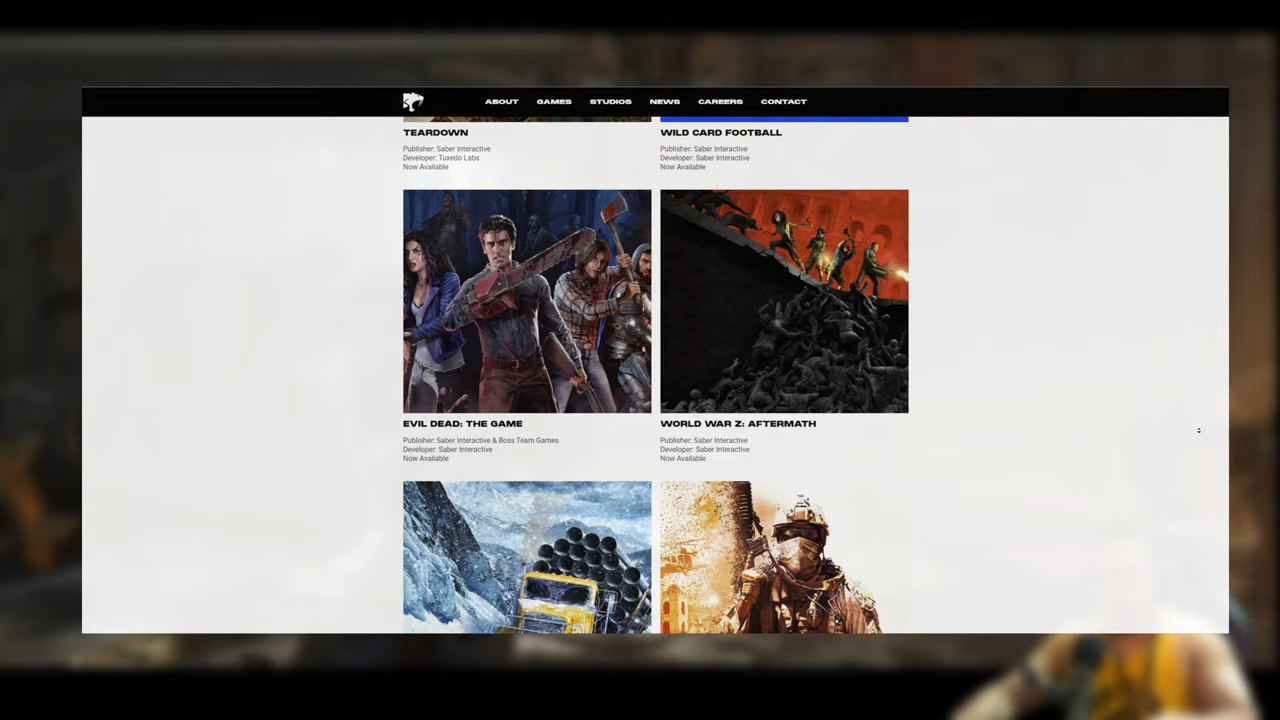 ABOUT GAMES STUDIOS NEWS CAREERS CONTACT
TEARDOWN
Publisher: Saber Interactive
Developer: Tuxedo Labs
Now Available
WILD CARD FOOTBALL
Publisher: Saber Interactive
Developer: Saber Interactive
Now Available
EVIL DEAD: THE GAME
Publisher: Saber Interactive & Boss Team Games
Developer: Saber Interactive
Now Available
WORLD WAR Z: AFTERMATH
Publisher: Saber Interactive
Developer: Saber Interactive
Now Available